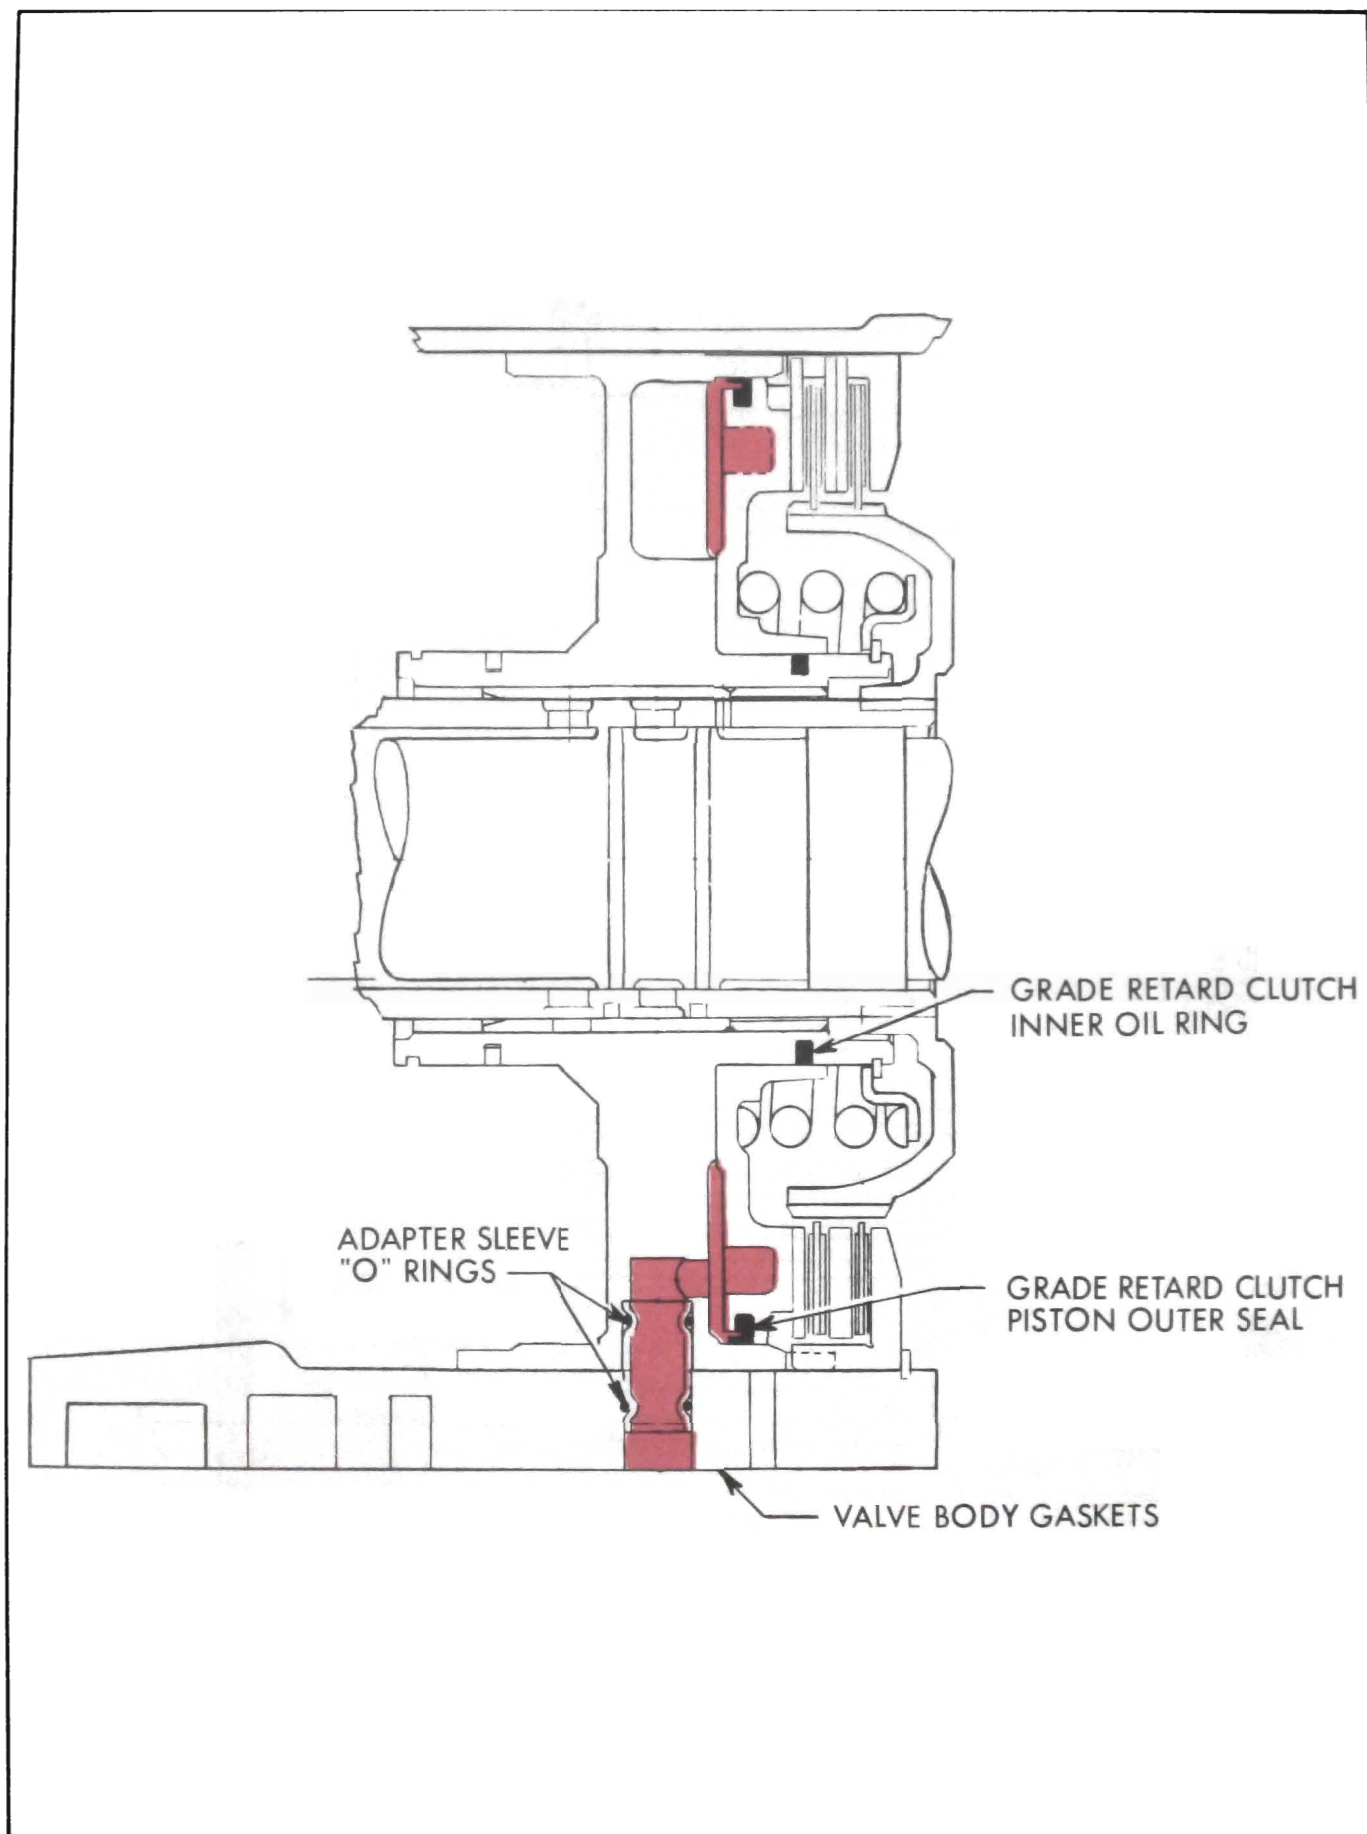 GRADE RETARD CLUTCH
INNER OIL RING
ADAPTER SLEEVE
"O" RINGS
GRADE RETARD CLUTCH
PISTON OUTER SEAL
VALVE BODY GASKETS